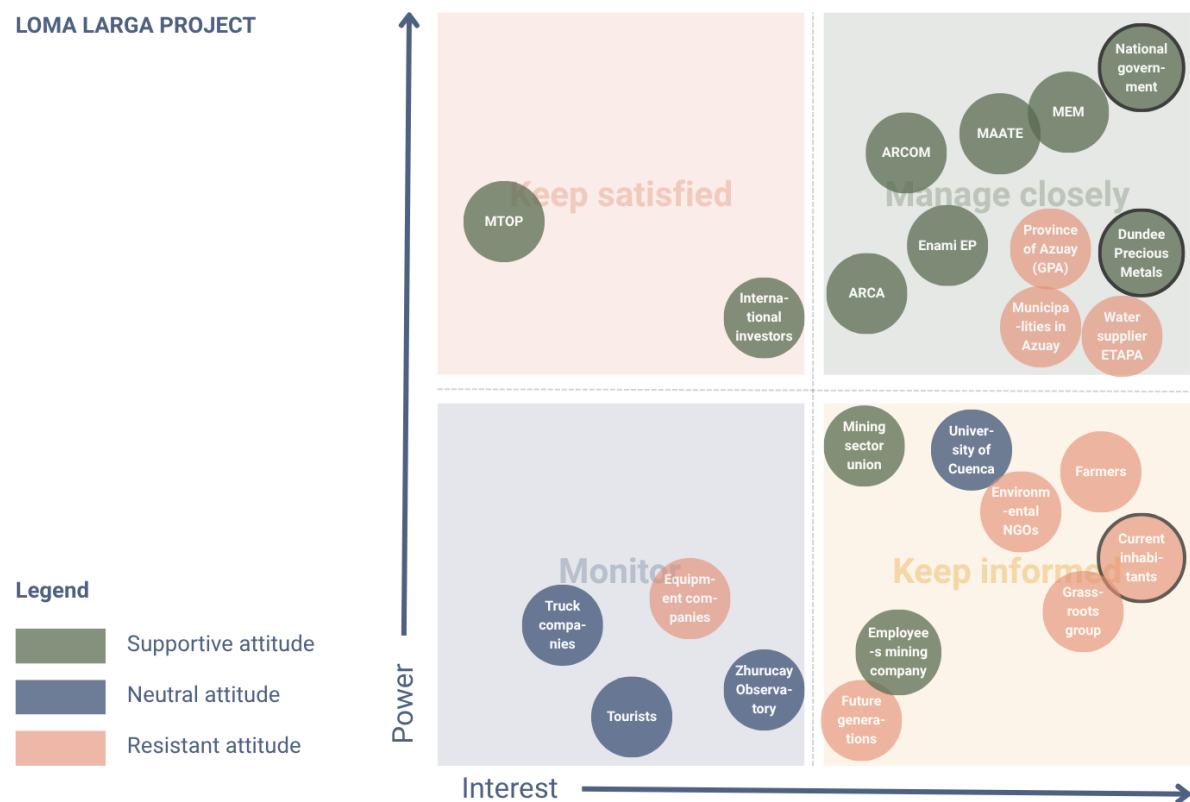 LOMA LARGA PROJECT
Keep satisfied
MTOP
Interna-
tional
investors
Manage closely
National
govern-
ment
MEM
MAATE
ARCOM
Enami EP
ARCA
Province
of Azuay
(GPA)
Dundee
Precious
Metals
Municipa
-lities in
Azuay
Water
supplier
ETAPA
Monitor
Equipm-
ent com-
panies
Truck
compa-
nies
Tourists
Zhurucay
Observa-
tory
Keep informed
Mining
sector
union
Univer-
sity of
Cuenca
Environm
-ental
NGOs
Farmers
Current
inhabi-
tants
Grass-
roots
group
Employee
-s mining
company
Future
genera-
tions
Legend
Supportive attitude
Neutral attitude
Resistant attitude
Power
Interest